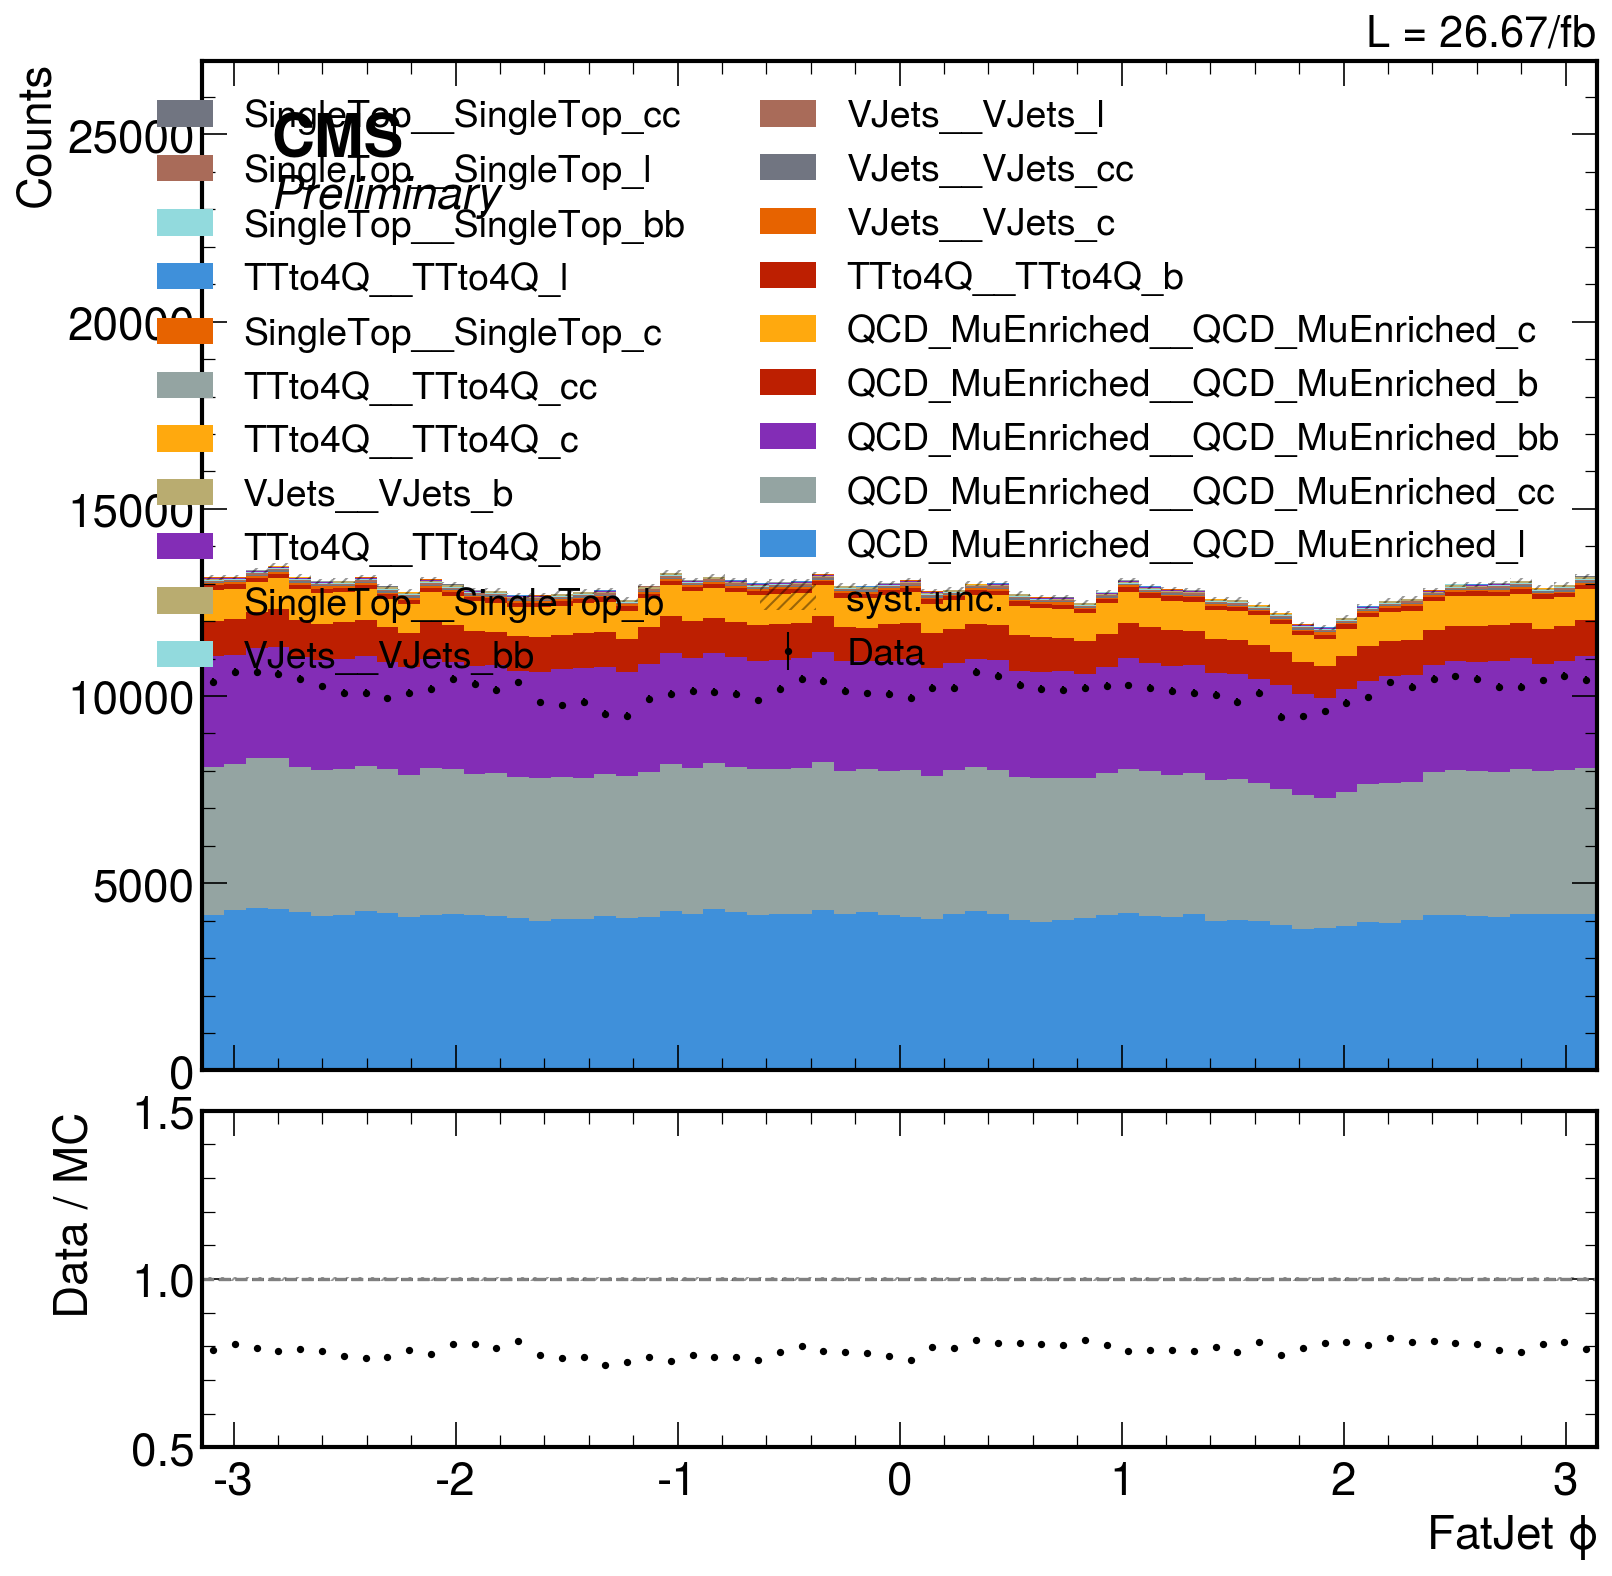 L = 26.67/fb
Counts
CMS
Preliminary
SingleTop__SingleTop_cc
SingleTop__SingleTop_l
SingleTop__SingleTop_bb
TTto4Q__TTto4Q_l
SingleTop__SingleTop_c
TTto4Q__TTto4Q_cc
TTto4Q__TTto4Q_c
VJets__VJets_b
TTto4Q__TTto4Q_bb
SingleTop__SingleTop_b
VJets__VJets_bb
VJets__VJets_l
VJets__VJets_cc
VJets__VJets_c
TTto4Q__TTto4Q_b
QCD_MuEnriched__QCD_MuEnriched_c
QCD_MuEnriched__QCD_MuEnriched_b
QCD_MuEnriched__QCD_MuEnriched_bb
QCD_MuEnriched__QCD_MuEnriched_cc
QCD_MuEnriched__QCD_MuEnriched_l
syst. unc.
Data
25000
20000
15000
10000
5000
0
Data / MC
1.5
1.0
0.5
-3 -2 -1 0 1 2 3
FatJet ϕ